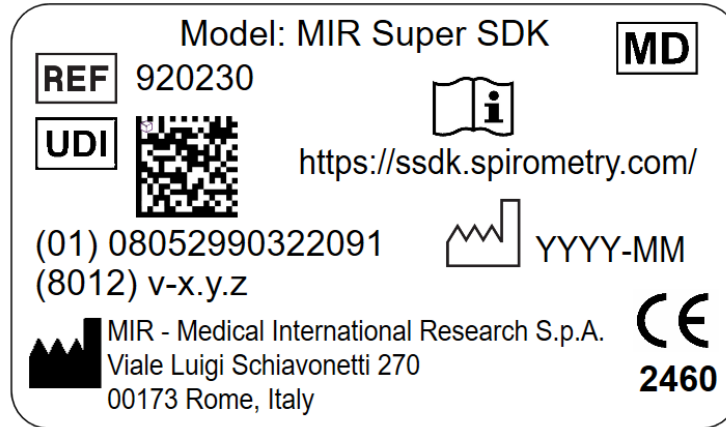 Model: MIR Super SDK
MD
REF 920230
i
UDI
https://ssdk.spirometry.com/
(01) 08052990322091
YYYY-MM
(8012) v-x.y.z
MIR - Medical International Research S.p.A.
Viale Luigi Schiavonetti 270
00173 Rome, Italy
CE
2460